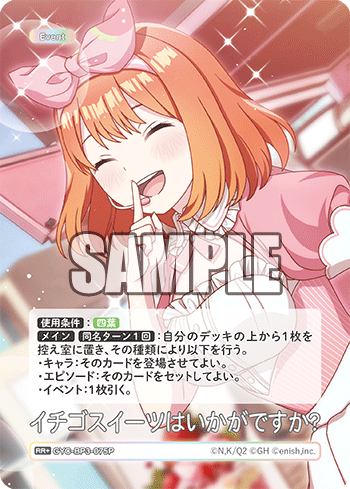 Event
SAMPLE
使用条件：四葉
メイン 同名ターン1回：自分のデッキの上から1枚を
控え室に置き、その種類により以下を行う。
・キャラ：そのカードを登場させてよい。
・エピソード：そのカードをセットしてよい。
・イベント：1枚引く。
イチゴスイーツはいかがですか？
RR+ GYO-BP3-075P ©N,K/Q2 ©GH ©enish,inc.